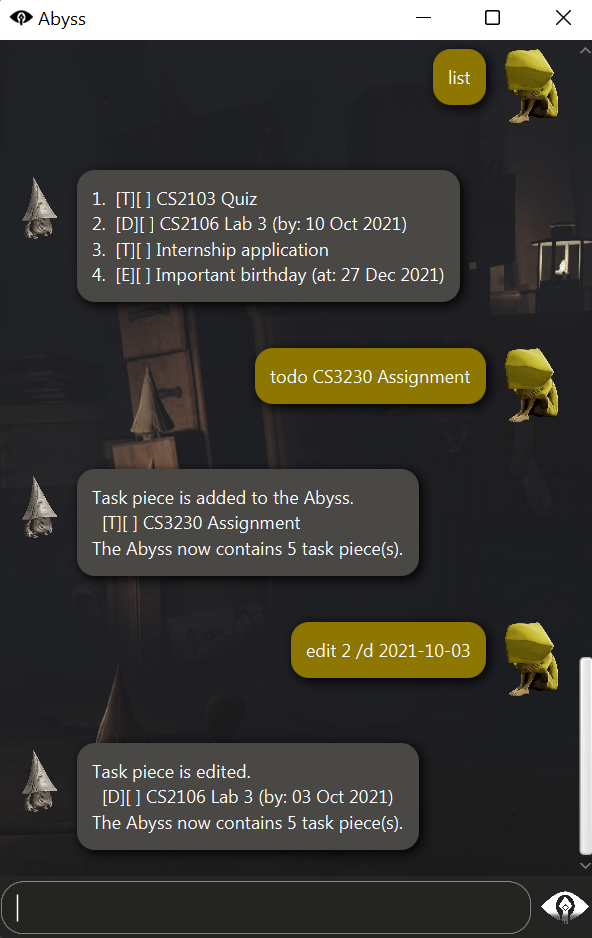 Abyss
list
1. [T][ ] CS2103 Quiz
2. [D][ ] CS2106 Lab 3 (by: 10 Oct 2021)
3. [T][ ] Internship application
4. [E][ ] Important birthday (at: 27 Dec 2021)
todo CS3230 Assignment
Task piece is added to the Abyss.
[T][ ] CS3230 Assignment
The Abyss now contains 5 task piece(s).
edit 2 /d 2021-10-03
Task piece is edited.
[D][ ] CS2106 Lab 3 (by: 03 Oct 2021)
The Abyss now contains 5 task piece(s).